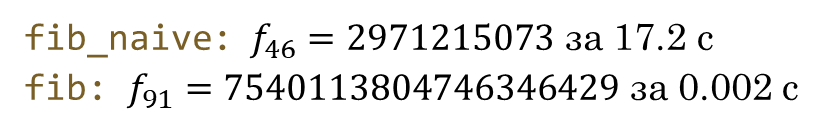 fib_naive: f₄₆ = 2971215073 за 17.2 с
fib: f₉₁ = 7540113804746346429 за 0.002 с